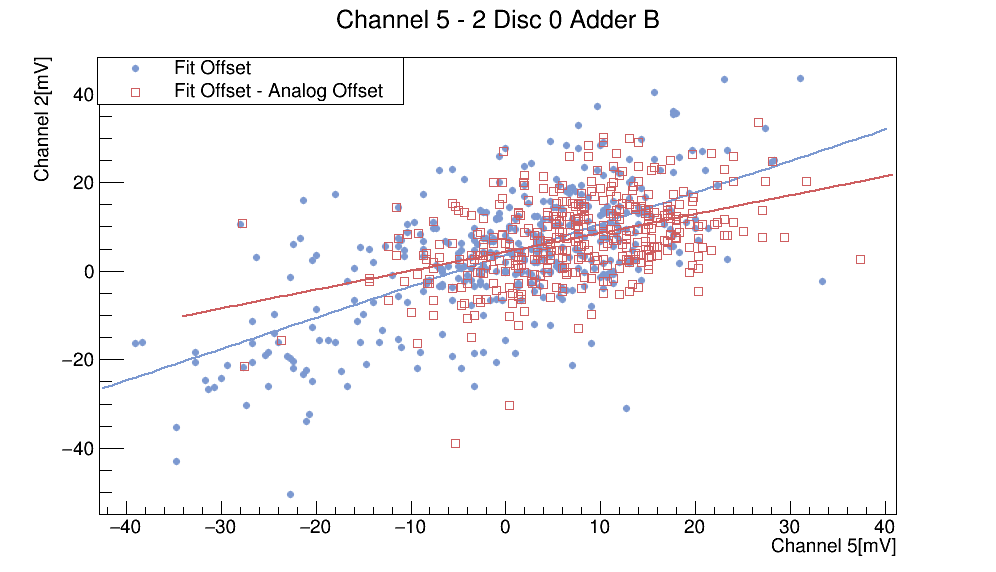 Channel 5 - 2 Disc 0 Adder B
Channel 2[mV]
Fit Offset
Fit Offset - Analog Offset
40
20
0
−20
−40
−40 −30 −20 −10 0 10 20 30 40
Channel 5[mV]